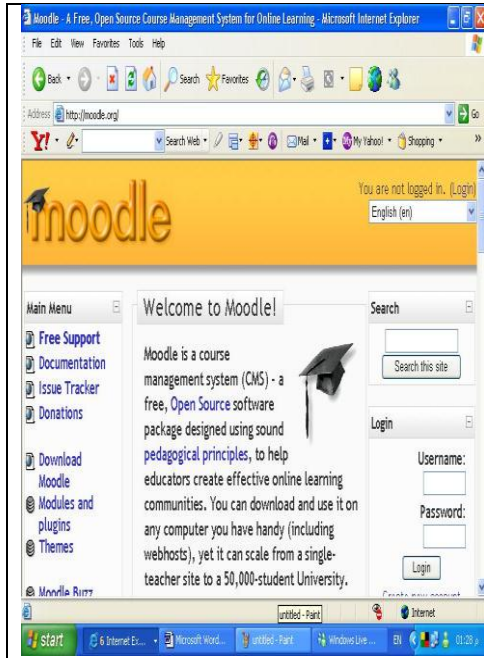 Moodle - A Free, Open Source Course Management System for Online Learning - Microsoft Internet Explorer
File Edit View Favorites Tools Help
Back Search Favorites
Address http://moodle.org/ Go
Y! Search Web Mail My Yahoo! Shopping »
moodle
You are not logged in. (Login)
English (en)
Main Menu
Free Support
Documentation
Issue Tracker
Donations
Download
Moodle
Modules and
plugins
Themes
Moodle Buzz
Welcome to Moodle!
Moodle is a course
management system (CMS) - a
free, Open Source software
package designed using sound
pedagogical principles, to help
educators create effective online learning
communities. You can download and use it on
any computer you have handy (including
webhosts), yet it can scale from a single-
teacher site to a 50,000-student University.
Search
Search this site
Login
Username:
Password:
Login
Create new account
untitled - Paint
Internet
start 6 Internet Ex... Microsoft Word... untitled - Paint Windows Live ... EN 01:28